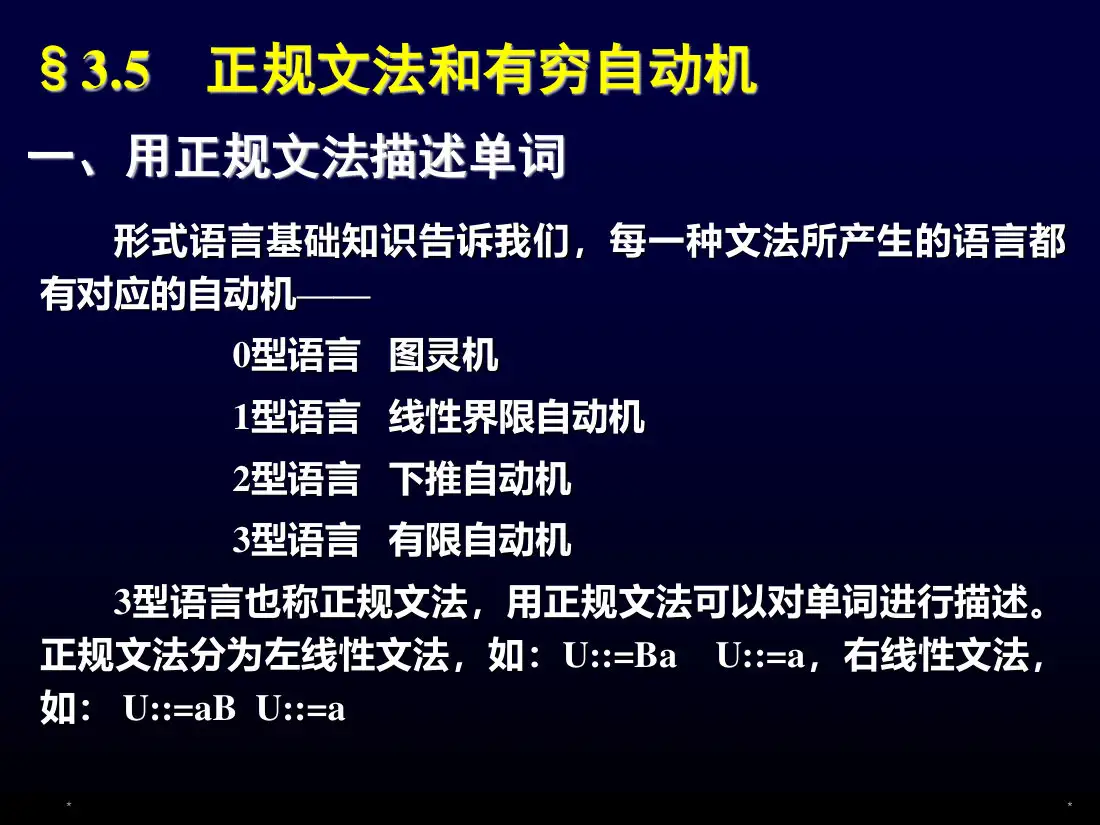 §3.5 正规文法和有穷自动机
一、用正规文法描述单词
形式语言基础知识告诉我们，每一种文法所产生的语言都
有对应的自动机——
0型语言 图灵机
1型语言 线性界限自动机
2型语言 下推自动机
3型语言 有限自动机
3型语言也称正规文法，用正规文法可以对单词进行描述。
正规文法分为左线性文法，如：U::=Ba U::=a，右线性文法，
如： U::=aB U::=a
* *